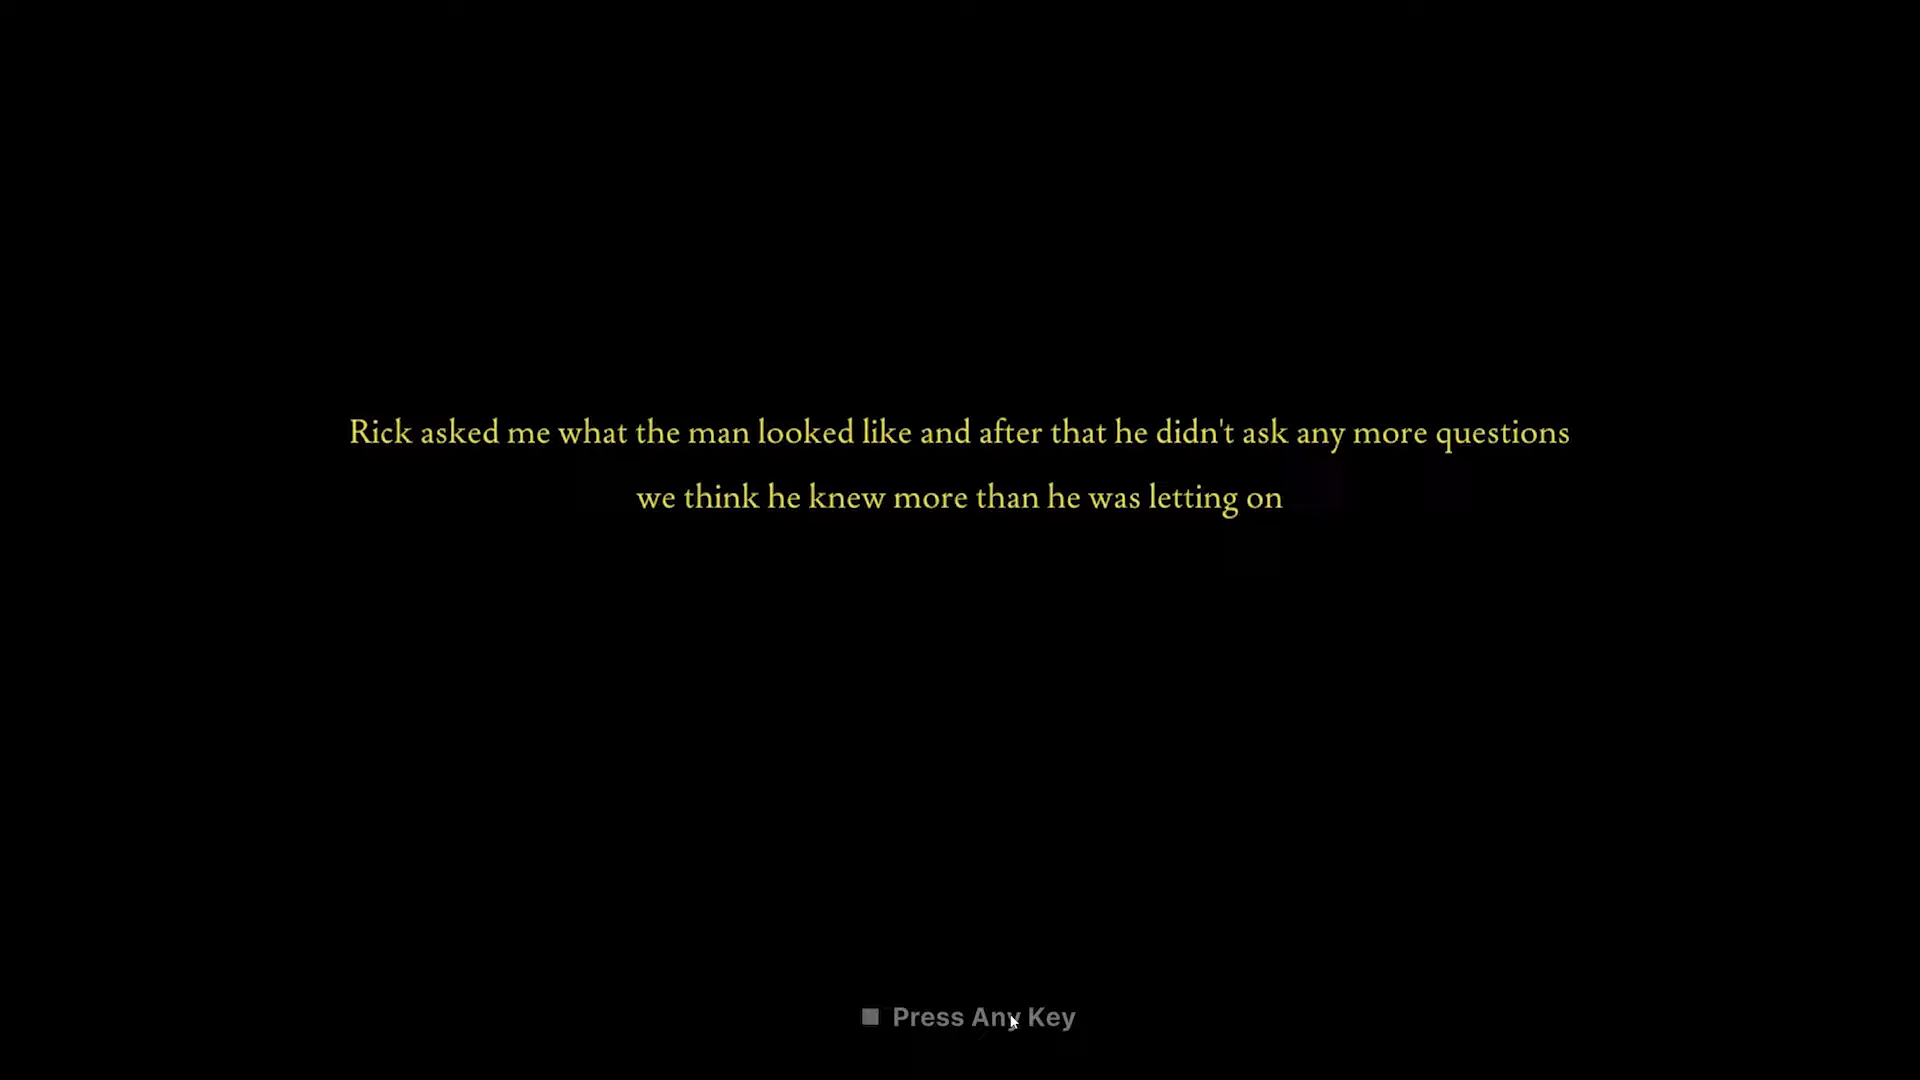 Rick asked me what the man looked like and after that he didn't ask any more questions
we think he knew more than he was letting on
Press Any Key